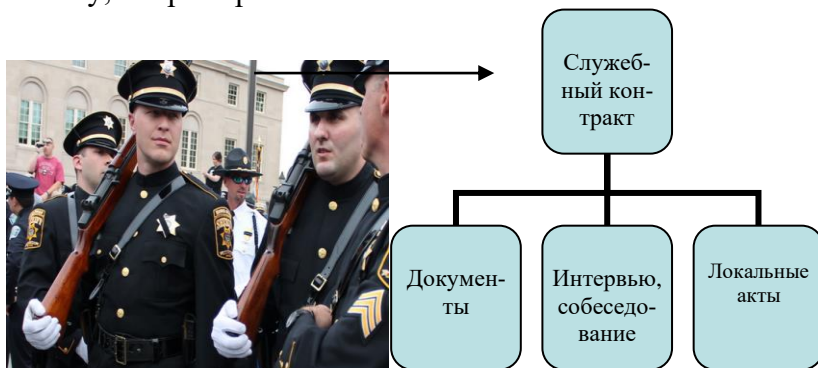 Служеб-
ный кон-
тракт
Докумен-
ты
Интервью,
собеседо-
вание
Локальные
акты